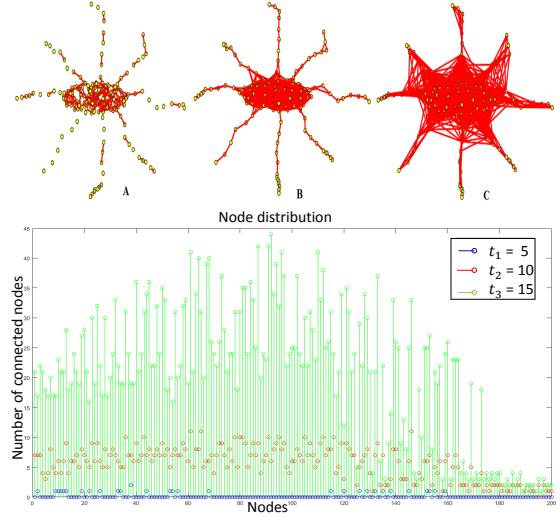 A B C
Node distribution
Number of connected nodes
45
40
35
30
25
20
15
10
5
0
t₁ = 5
t₂ = 10
t₃ = 15
0 20 40 60 80 100 120 140 160 180 200
Nodes